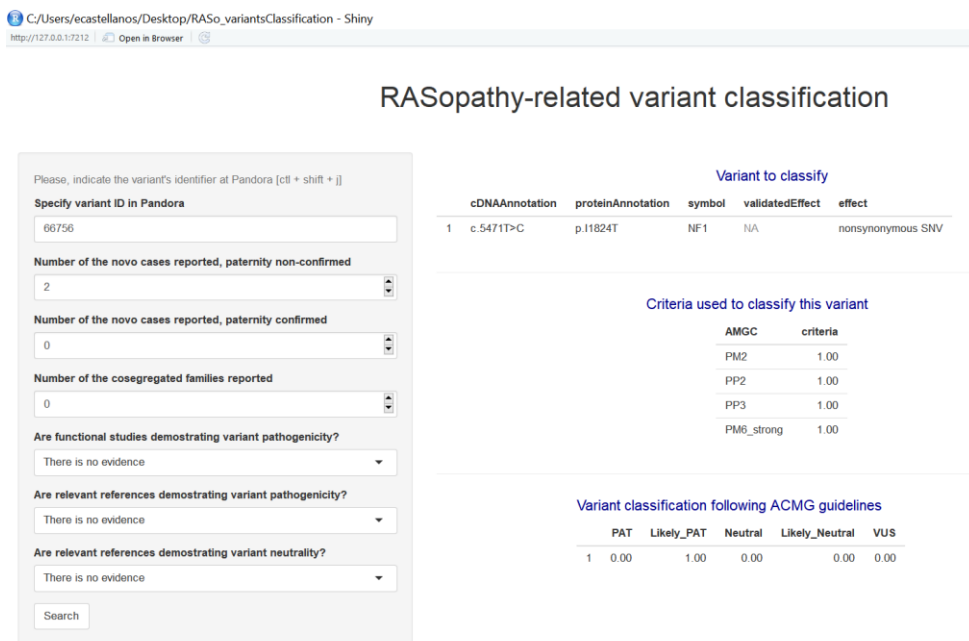 C:/Users/ecastellanos/Desktop/RASo_variantsClassification - Shiny
http://127.0.0.1:7212 Open in Browser
RASopathy-related variant classification
Please, indicate the variant's identifier at Pandora [ctl + shift + j]
Specify variant ID in Pandora
66756
Number of the novo cases reported, paternity non-confirmed
2
Number of the novo cases reported, paternity confirmed
0
Number of the cosegregated families reported
0
Are functional studies demostrating variant pathogenicity?
There is no evidence
Are relevant references demostrating variant pathogenicity?
There is no evidence
Are relevant references demostrating variant neutrality?
There is no evidence
Search
Variant to classify
cDNAAnnotation proteinAnnotation symbol validatedEffect effect
1 c.5471T>C p.I1824T NF1 NA nonsynonymous SNV
Criteria used to classify this variant
AMGC criteria
PM2 1.00
PP2 1.00
PP3 1.00
PM6_strong 1.00
Variant classification following ACMG guidelines
PAT Likely_PAT Neutral Likely_Neutral VUS
1 0.00 1.00 0.00 0.00 0.00